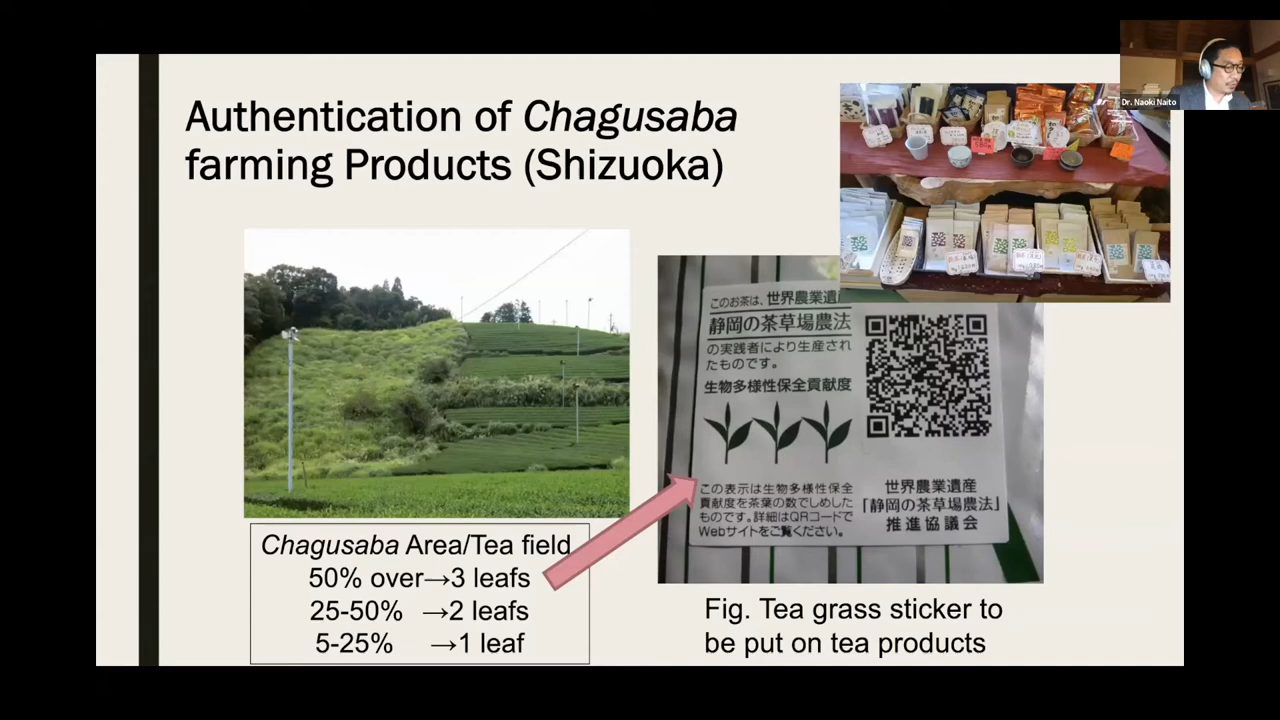 Authentication of Chagusaba
farming Products (Shizuoka)
Dr. Naoki Naito
このお茶は、世界農業遺産
静岡の茶草場農法
の実践者により生産され
たものです。
生物多様性保全貢献度
この表示は生物多様性保全
貢献度を茶葉の数でしめした
ものです。詳細はQRコードで
Webサイトをご覧ください。
世界農業遺産
「静岡の茶草場農法」
推進協議会
Chagusaba Area/Tea field
50% over→3 leafs
25-50% →2 leafs
5-25% →1 leaf
Fig. Tea grass sticker to
be put on tea products